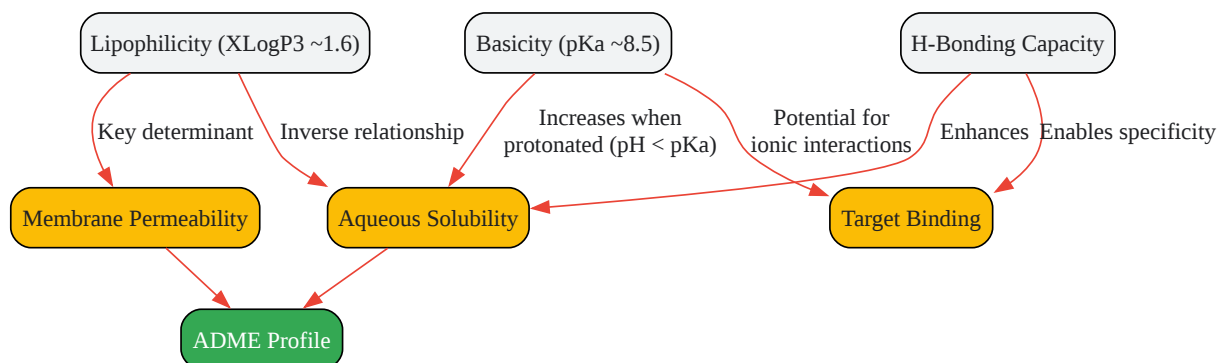 Lipophilicity (XLogP3 ~1.6)
Basicity (pKa ~8.5)
H-Bonding Capacity
Key determinant
Inverse relationship
Increases when
protonated (pH < pKa)
Potential for
ionic interactions
Enhances
Enables specificity
Membrane Permeability
Aqueous Solubility
Target Binding
ADME Profile